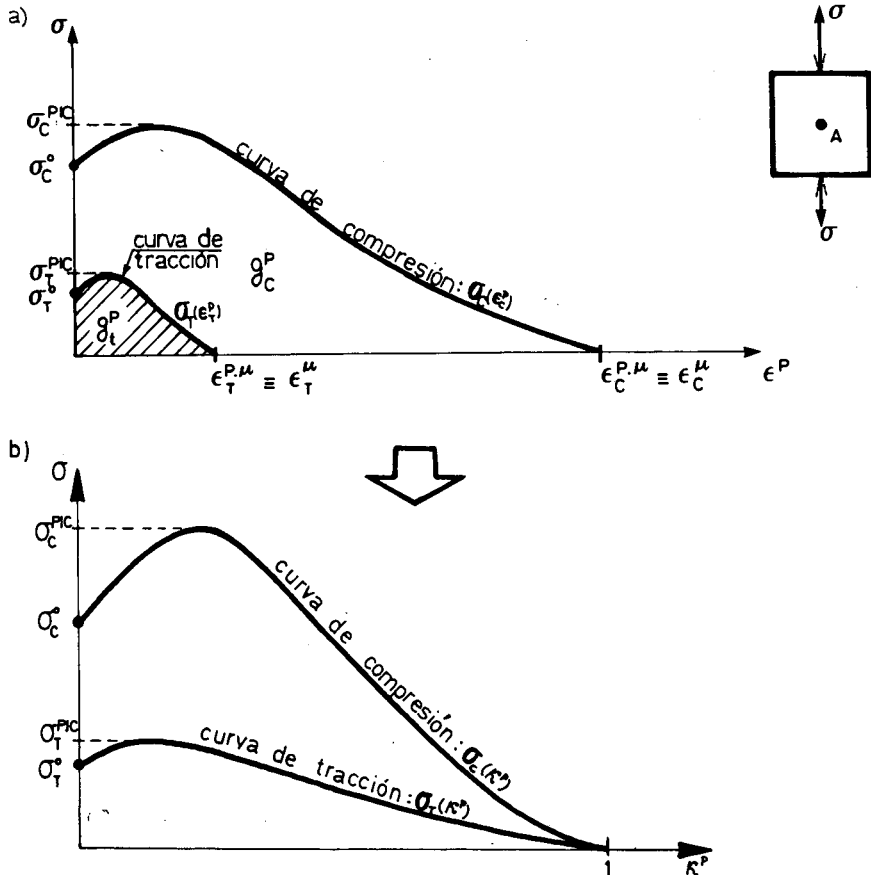 a)
σ
σ
A
σ
σ_C^PIC
σ_C^o
σ_T^PIC
σ_T^o
curva de compresión: σ_C(ϵ_C^P)
curva de
tracción
g_C^P
g_t^P
σ_T(ϵ_T^P)
ϵ_T^{P.μ} ≡ ϵ_T^μ
ϵ_C^{P.μ} ≡ ϵ_C^μ
ϵ^P
b)
σ
σ_C^PIC
σ_C^o
σ_T^PIC
σ_T^o
curva de compresión: σ_C(κ^P)
curva de tracción: σ_T(κ^P)
1
κ^P